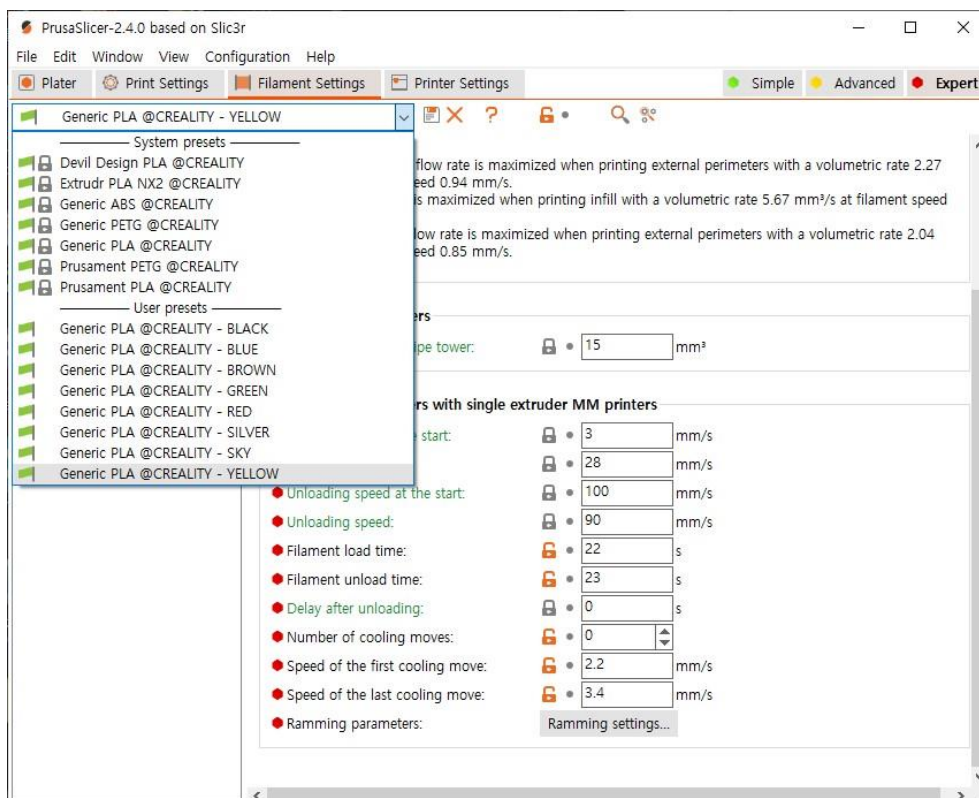 PrusaSlicer-2.4.0 based on Slic3r
File Edit Window View Configuration Help
Plater Print Settings Filament Settings Printer Settings Simple Advanced Expert
Generic PLA @CREALITY - YELLOW ?
System presets
Devil Design PLA @CREALITY
flow rate is maximized when printing external perimeters with a volumetric rate 2.27
Extrudr PLA NX2 @CREALITY
eed 0.94 mm/s.
Generic ABS @CREALITY
is maximized when printing infill with a volumetric rate 5.67 mm³/s at filament speed
Generic PETG @CREALITY
low rate is maximized when printing external perimeters with a volumetric rate 2.04
Generic PLA @CREALITY
eed 0.85 mm/s.
Prusament PETG @CREALITY
Prusament PLA @CREALITY
User presets
Generic PLA @CREALITY - BLACK
Generic PLA @CREALITY - BLUE
Generic PLA @CREALITY - BROWN
Generic PLA @CREALITY - GREEN
Generic PLA @CREALITY - RED
Generic PLA @CREALITY - SILVER
Generic PLA @CREALITY - SKY
Generic PLA @CREALITY - YELLOW
ers
ipe tower: 15 mm³
rs with single extruder MM printers
start: 3 mm/s
28 mm/s
Unloading speed at the start: 100 mm/s
Unloading speed: 90 mm/s
Filament load time: 22 s
Filament unload time: 23 s
Delay after unloading: 0 s
Number of cooling moves: 0
Speed of the first cooling move: 2.2 mm/s
Speed of the last cooling move: 3.4 mm/s
Ramming parameters: Ramming settings...